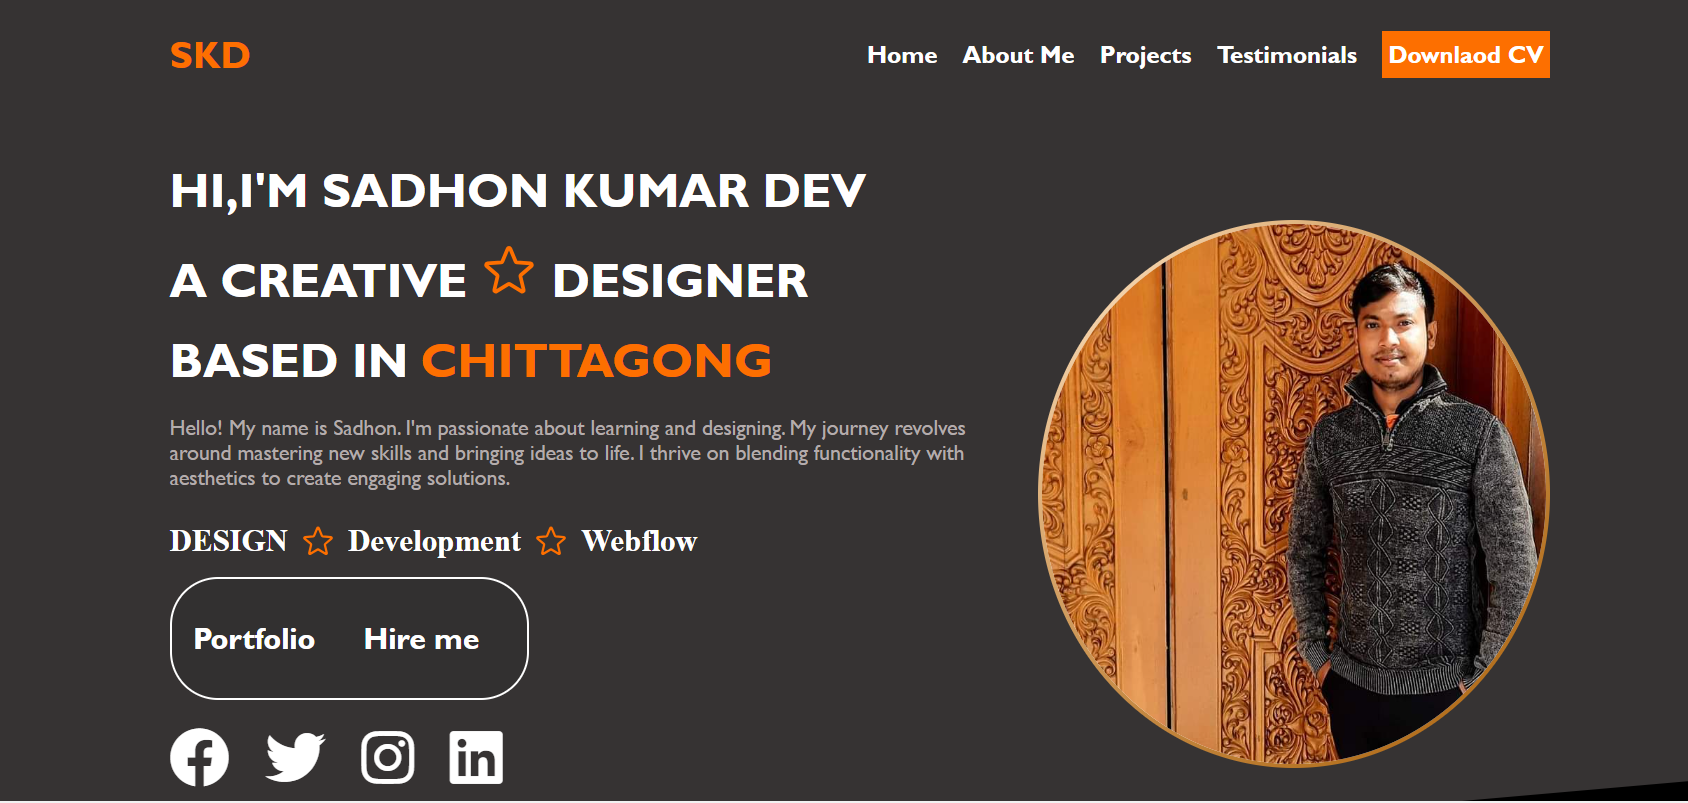 SKD
Home About Me Projects Testimonials Downlaod CV
HI,I'M SADHON KUMAR DEV
A CREATIVE DESIGNER
BASED IN CHITTAGONG
Hello! My name is Sadhon. I'm passionate about learning and designing. My journey revolves
around mastering new skills and bringing ideas to life. I thrive on blending functionality with
aesthetics to create engaging solutions.
DESIGN Development Webflow
Portfolio Hire me
in